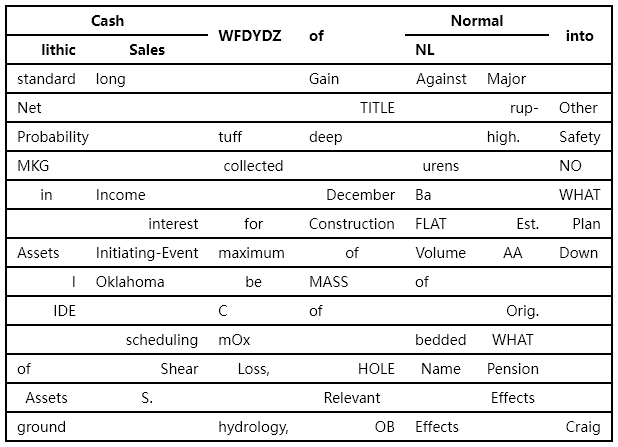 Cash WFDYDZ of Normal into
lithic Sales NL
standard long Gain Against Major
Net TITLE rup- Other
Probability tuff deep high. Safety
MKG collected urens NO
in Income December Ba WHAT
interest for Construction FLAT Est. Plan
Assets Initiating-Event maximum of Volume AA Down
I Oklahoma be MASS of
IDE C of Orig.
scheduling mOx bedded WHAT
of Shear Loss, HOLE Name Pension
Assets S. Relevant Effects
ground hydrology, OB Effects Craig